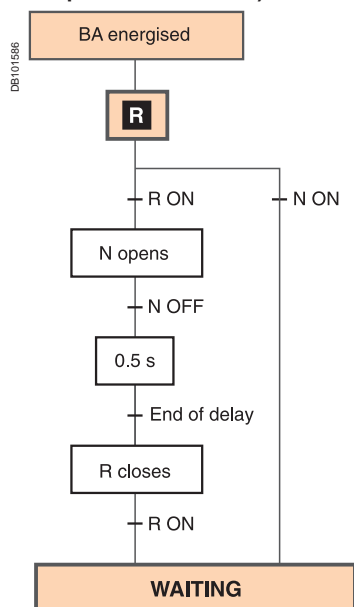 BA energised
DB101586
R
R ON
N ON
N opens
N OFF
0.5 s
End of delay
R closes
R ON
WAITING